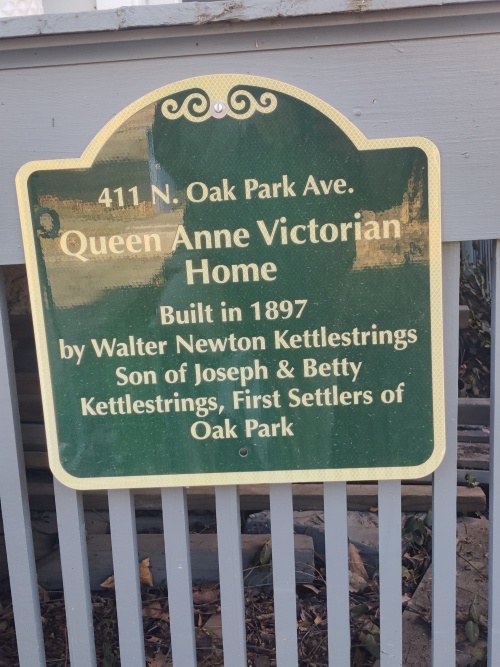 411 N. Oak Park Ave.
Queen Anne Victorian
Home
Built in 1897
by Walter Newton Kettlestrings
Son of Joseph & Betty
Kettlestrings, First Settlers of
Oak Park